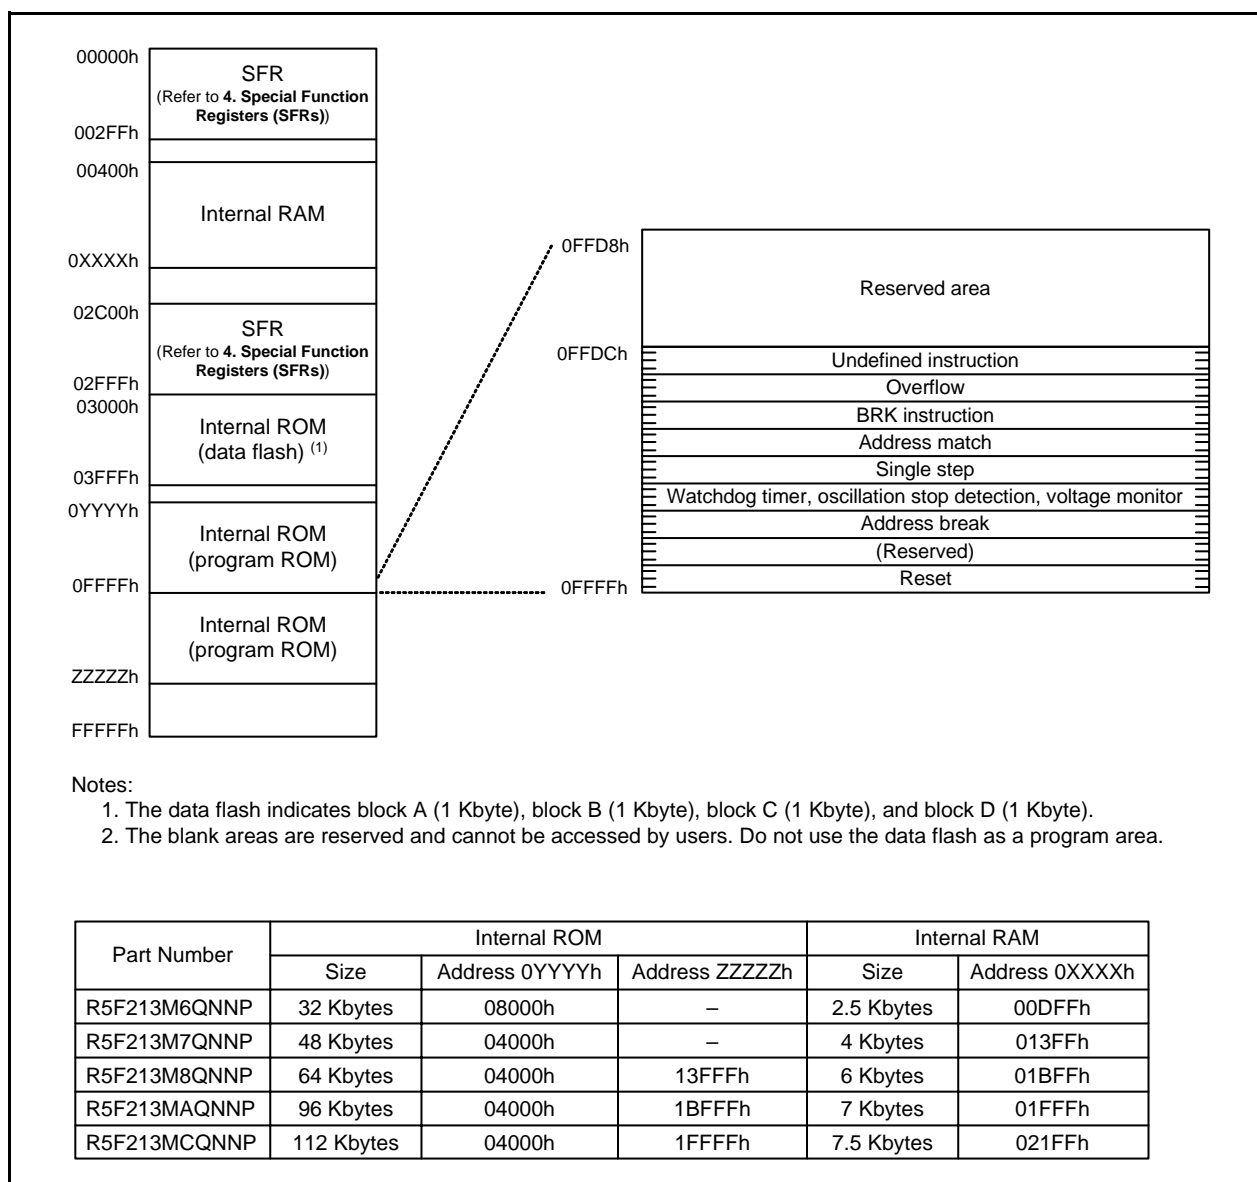 00000h
SFR
(Refer to 4. Special Function
Registers (SFRs))
002FFh
00400h
Internal RAM
0XXXXh
02C00h
SFR
(Refer to 4. Special Function
Registers (SFRs))
02FFFh
03000h
Internal ROM
(data flash) (1)
03FFFh
0YYYYh
Internal ROM
(program ROM)
0FFFFh
Internal ROM
(program ROM)
ZZZZZh
FFFFFh
0FFD8h
Reserved area
0FFDCh
Undefined instruction
Overflow
BRK instruction
Address match
Single step
Watchdog timer, oscillation stop detection, voltage monitor
Address break
(Reserved)
0FFFFh
Reset
Notes:
1. The data flash indicates block A (1 Kbyte), block B (1 Kbyte), block C (1 Kbyte), and block D (1 Kbyte).
2. The blank areas are reserved and cannot be accessed by users. Do not use the data flash as a program area.
Part Number Internal ROM Internal RAM
Size Address 0YYYYh Address ZZZZZh Size Address 0XXXXh
R5F213M6QNNP 32 Kbytes 08000h – 2.5 Kbytes 00DFFh
R5F213M7QNNP 48 Kbytes 04000h – 4 Kbytes 013FFh
R5F213M8QNNP 64 Kbytes 04000h 13FFFh 6 Kbytes 01BFFh
R5F213MAQNNP 96 Kbytes 04000h 1BFFFh 7 Kbytes 01FFFh
R5F213MCQNNP 112 Kbytes 04000h 1FFFFh 7.5 Kbytes 021FFh